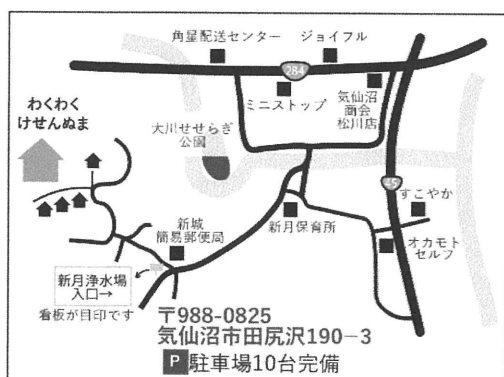 角星配送センター
ジョイフル
284
ミニストップ
気仙沼
商会
松川店
わくわく
けせんぬま
大川せせらぎ
公園
45
すこやか
新城
簡易郵便局
新月保育所
オカモト
セルフ
新月浄水場
入口→
看板が目印です
〒988-0825
気仙沼市田尻沢190−3
P 駐車場10台完備